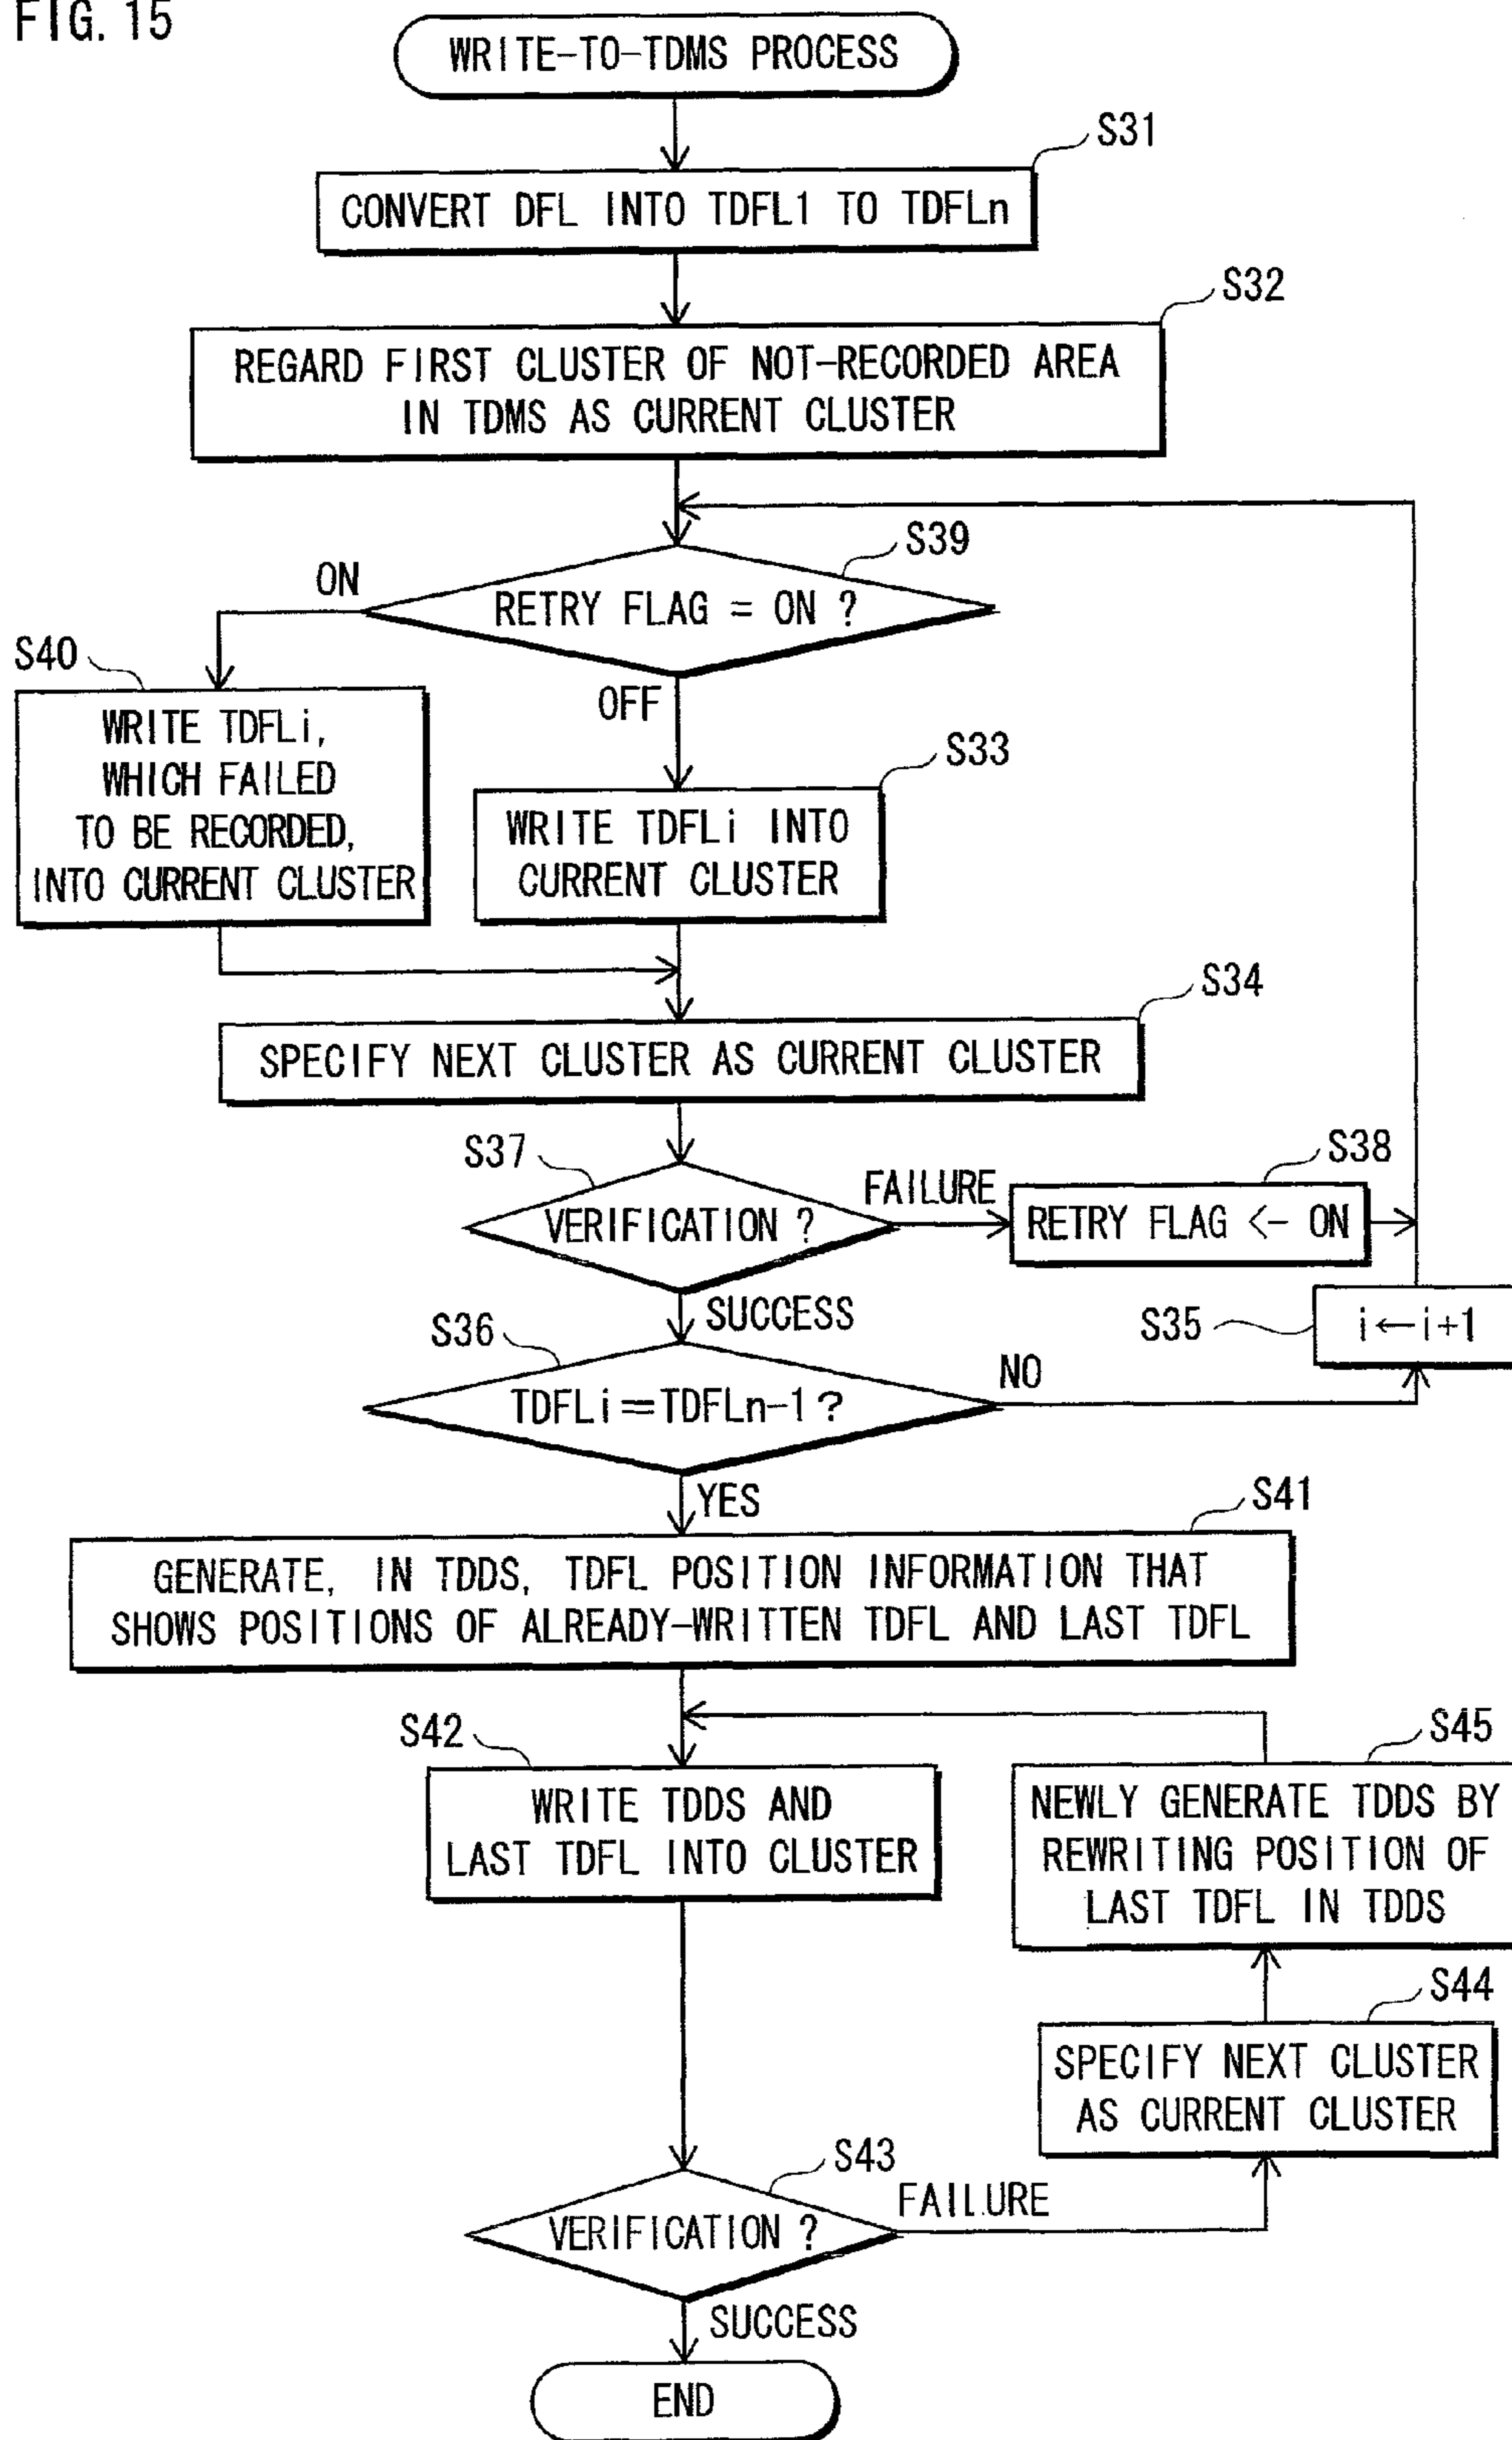 FIG. 15
WRITE-TO-TDMS PROCESS
S31
CONVERT DFL INTO TDFL1 TO TDFLn
S32
REGARD FIRST CLUSTER OF NOT-RECORDED AREA
IN TDMS AS CURRENT CLUSTER
S39
ON
RETRY FLAG = ON ?
S40
OFF
WRITE TDFLi,
WHICH FAILED
TO BE RECORDED,
INTO CURRENT CLUSTER
S33
WRITE TDFLi INTO
CURRENT CLUSTER
S34
SPECIFY NEXT CLUSTER AS CURRENT CLUSTER
S37
VERIFICATION ?
FAILURE
S38
RETRY FLAG <- ON
SUCCESS
S35
i←i+1
S36
TDFLi=TDFLn-1?
NO
YES
S41
GENERATE, IN TDDS, TDFL POSITION INFORMATION THAT
SHOWS POSITIONS OF ALREADY-WRITTEN TDFL AND LAST TDFL
S42
WRITE TDDS AND
LAST TDFL INTO CLUSTER
S45
NEWLY GENERATE TDDS BY
REWRITING POSITION OF
LAST TDFL IN TDDS
S44
SPECIFY NEXT CLUSTER
AS CURRENT CLUSTER
S43
VERIFICATION ?
FAILURE
SUCCESS
END